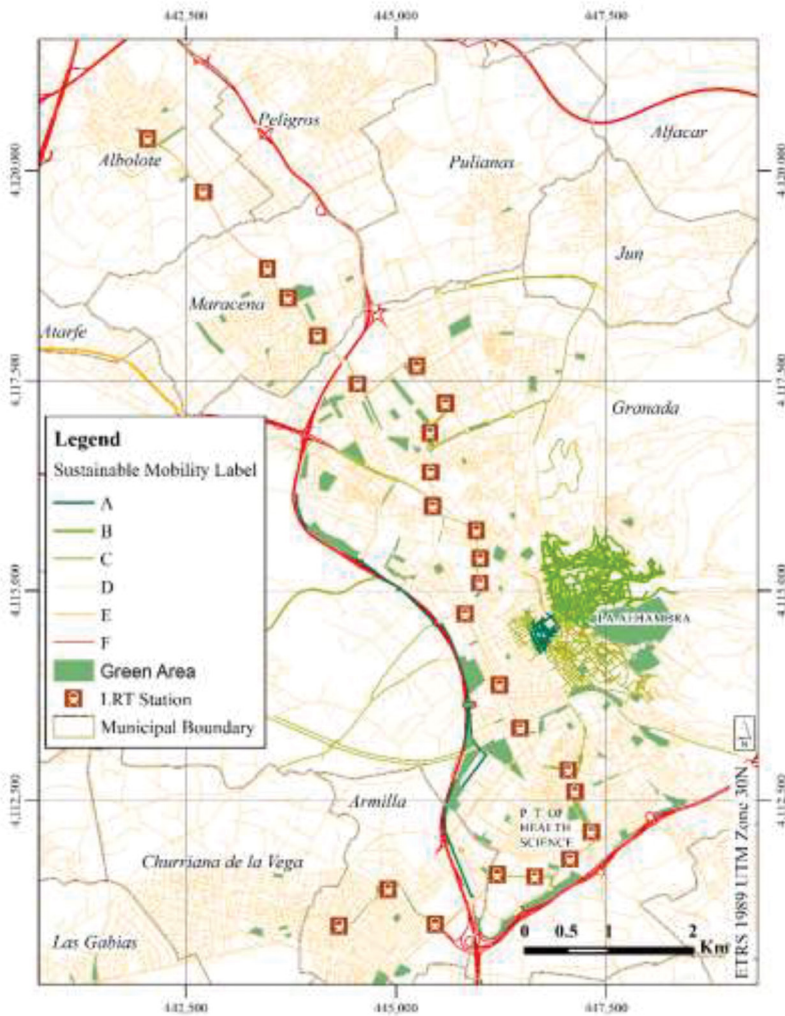 442,500
445,000
447,500
Peligros
Alfacar
Albolote
Pulianas
4,120,000
4,120,000
Jun
Maracena
Atarfe
4,117,500
4,117,500
Granada
Legend
Sustainable Mobility Label
A
B
C
D
E
F
Green Area
LRT Station
Municipal Boundary
4,115,000
4,115,000
LA ALHAMBRA
N
4,112,500
4,112,500
Armilla
P. T. OF
HEALTH
SCIENCE
Churriana de la Vega
Las Gabias
0 0.5 1 2
Km
ETRS 1989 UTM Zone 30N
442,500
445,000
447,500